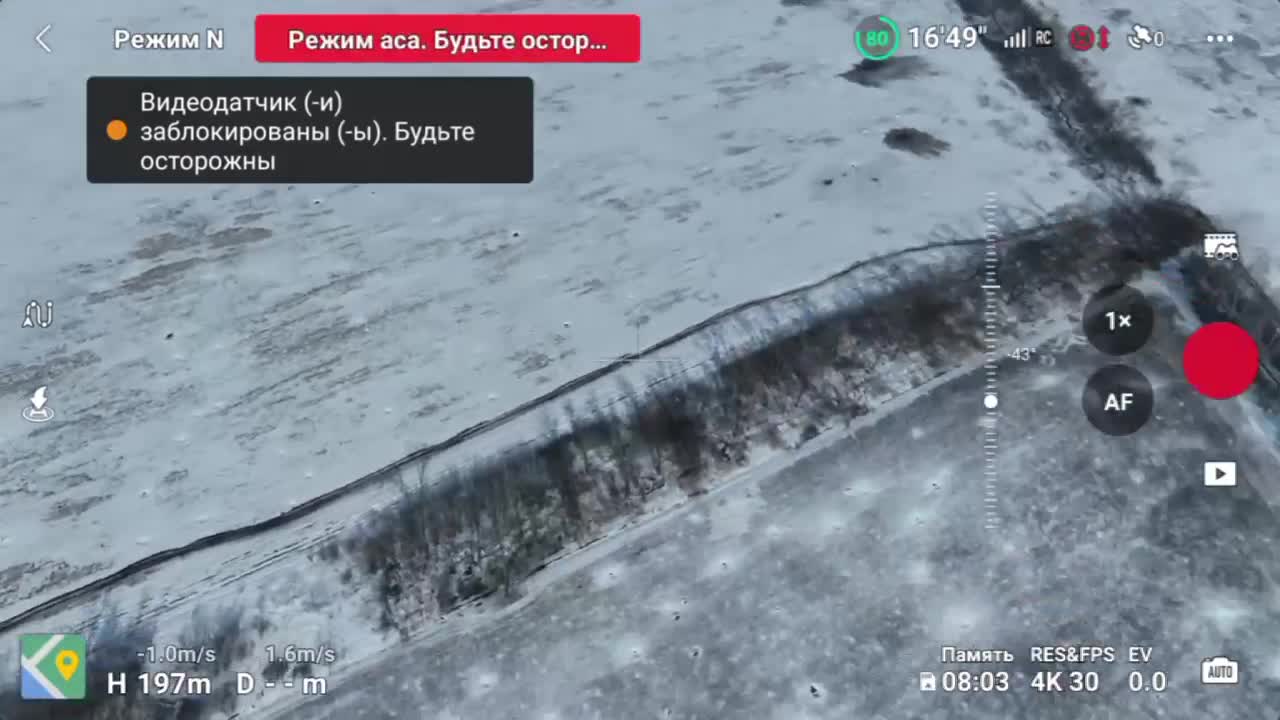 Режим N
Режим аса. Будьте остор...
80
16'49"
RC
0
Видеодатчик (-и)
заблокированы (-ы). Будьте
осторожны
1×
-43°
AF
-1.0m/s 1.6m/s
H 197m D - - m
Память RES&FPS EV
08:03 4K 30 0.0
AUTO